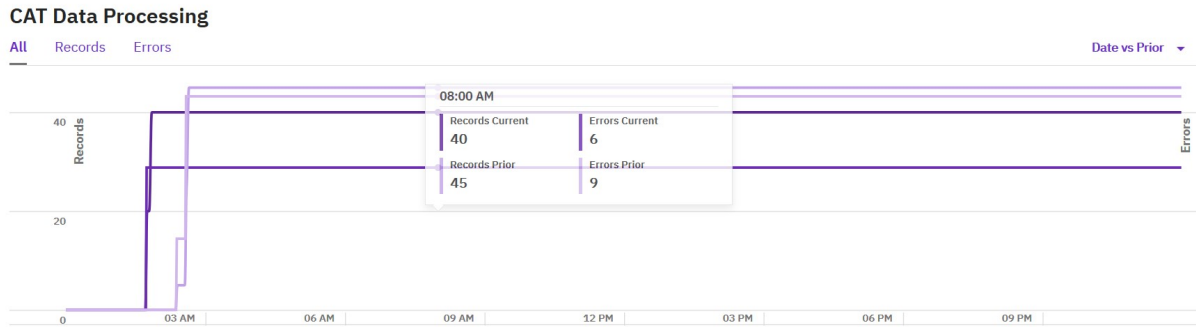 CAT Data Processing
All Records Errors Date vs Prior
08:00 AM
Records Current Errors Current
40 6
Records Prior Errors Prior
45 9
40
Records
Errors
20
0 03 AM 06 AM 09 AM 12 PM 03 PM 06 PM 09 PM